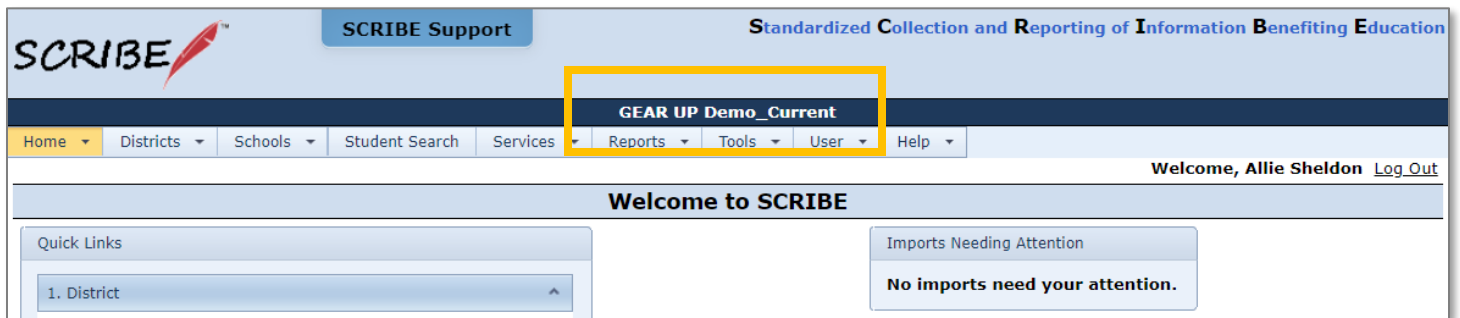 SCRIBE™
SCRIBE Support
Standardized Collection and Reporting of Information Benefiting Education
GEAR UP Demo_Current
Home Districts Schools Student Search Services Reports Tools User Help
Welcome, Allie Sheldon Log Out
Welcome to SCRIBE
Quick Links
Imports Needing Attention
1. District
No imports need your attention.